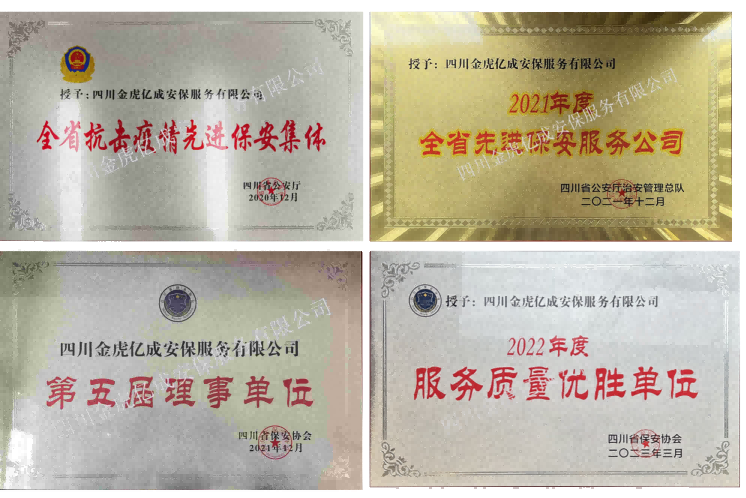 授予:四川金虎亿成安保服务有限公司
全省抗击疫情先进保安集体
四川省公安厅
2020年12月
授予:四川金虎亿成安保服务有限公司
2021年度
全省先进保安服务公司
四川省公安厅治安管理总队
二〇二一年十二月
四川金虎亿成安保服务有限公司
第五届理事单位
四川省保安协会
2021年12月
授予:四川金虎亿成安保服务有限公司
2022年度
服务质量优胜单位
四川省保安协会
二〇二三年三月